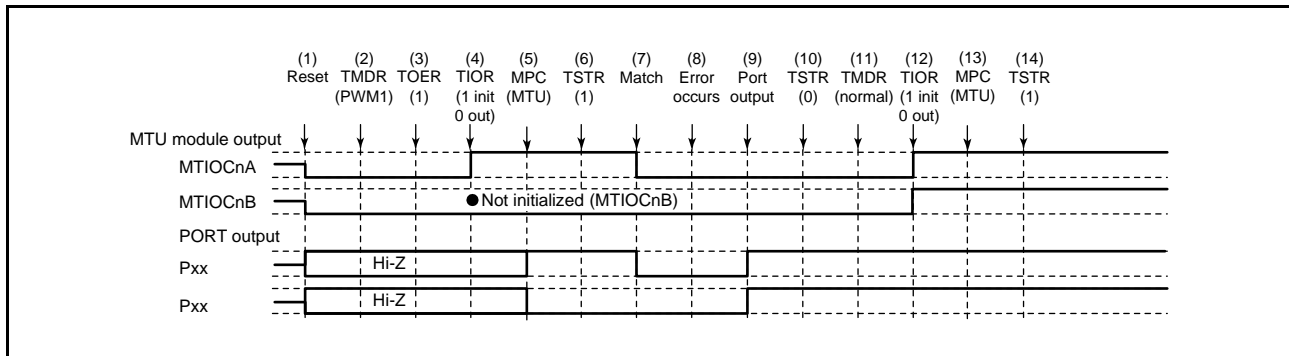 (1) (2) (3) (4) (5) (6) (7) (8) (9) (10) (11) (12) (13) (14)
Reset TMDR TOER TIOR MPC TSTR Match Error Port TSTR TMDR TIOR MPC TSTR
(PWM1) (1) (1 init (MTU) (1) occurs output (0) (normal) (1 init (MTU) (1)
0 out) 0 out)
MTU module output
MTIOCnA
MTIOCnB ●Not initialized (MTIOCnB)
PORT output
Pxx Hi-Z
Pxx Hi-Z